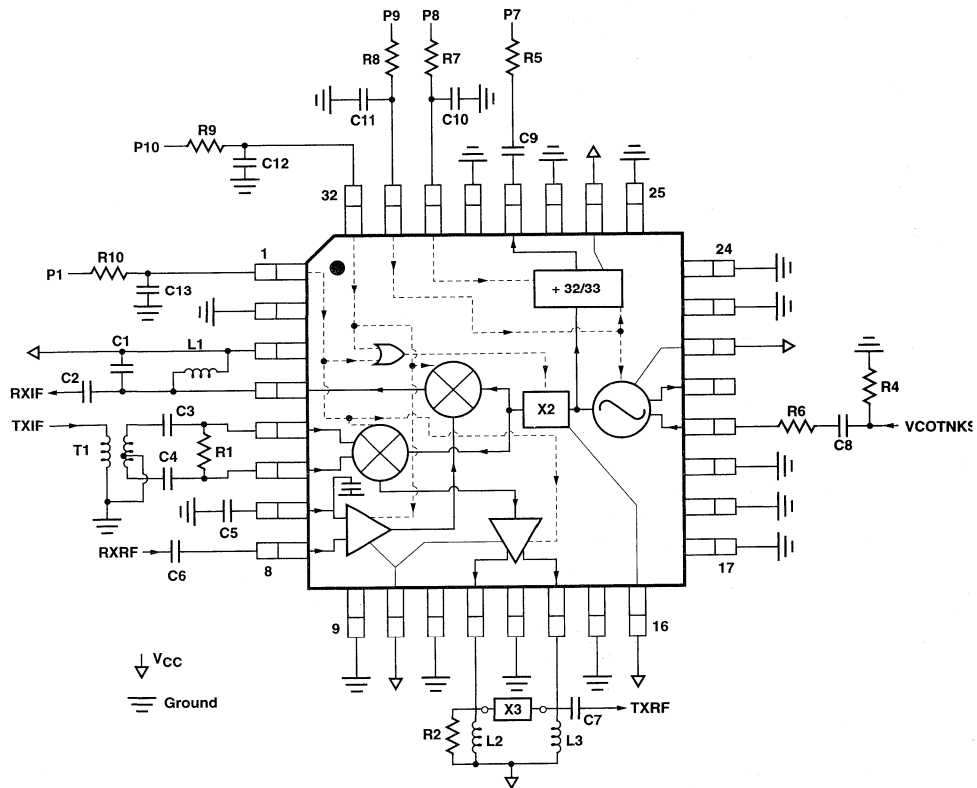 P9 P8 P7
R8 R7 R5
C11 C10
C9
P10 R9
C12
32 25
1 24
P1 R10
C13
+ 32/33
C1 L1
C2
RXIF
R4
X2
TXIF C3
R6
C8
VCOTNKS
T1
R1
C4
C5
RXRF
C6
8 17
9 16
VCC
Ground
X3
TXRF
C7
R2
L2 L3